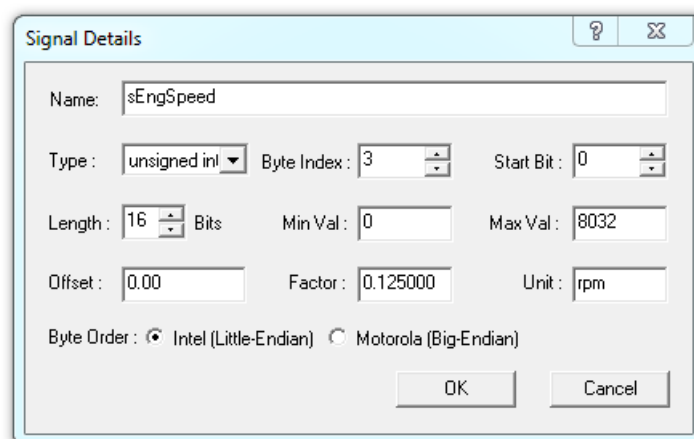 Signal Details
Name: sEngSpeed
Type : unsigned int Byte Index : 3 Start Bit : 0
Length : 16 Bits Min Val : 0 Max Val : 8032
Offset : 0.00 Factor : 0.125000 Unit : rpm
Byte Order : Intel (Little-Endian) Motorola (Big-Endian)
OK Cancel